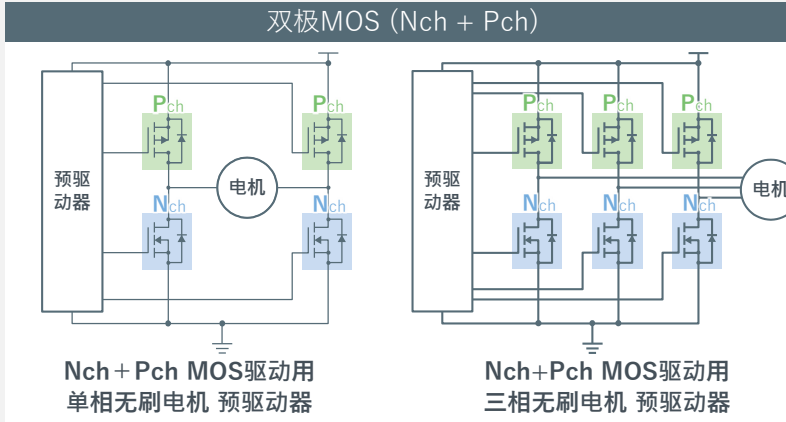 双极MOS (Nch + Pch)
Pch
Pch
预驱
动器
电机
Nch
Nch
Nch＋Pch MOS驱动用
单相无刷电机 预驱动器
Pch
Pch
Pch
预驱
动器
电机
Nch
Nch
Nch
Nch+Pch MOS驱动用
三相无刷电机 预驱动器